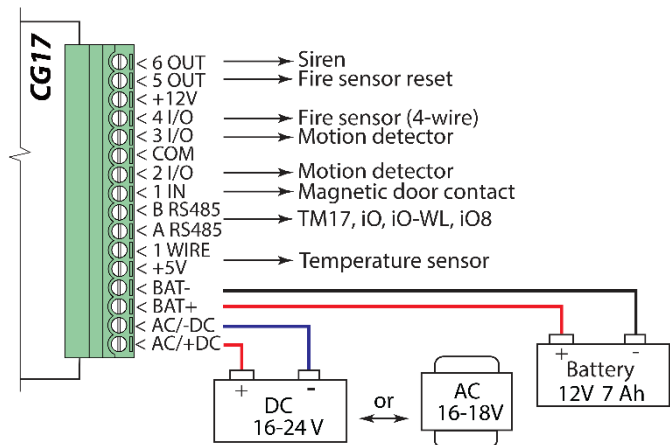 CG17
< 6 OUT Siren
< 5 OUT Fire sensor reset
< +12V
< 4 I/O Fire sensor (4-wire)
< 3 I/O Motion detector
< COM
< 2 I/O Motion detector
< 1 IN Magnetic door contact
< B RS485
TM17, iO, iO-WL, iO8
< A RS485
< 1 WIRE
Temperature sensor
< +5V
< BAT-
< BAT+
< AC/-DC
< AC/+DC
+ -
Battery
12V 7 Ah
+ -
DC
16-24 V
or
AC
16-18V